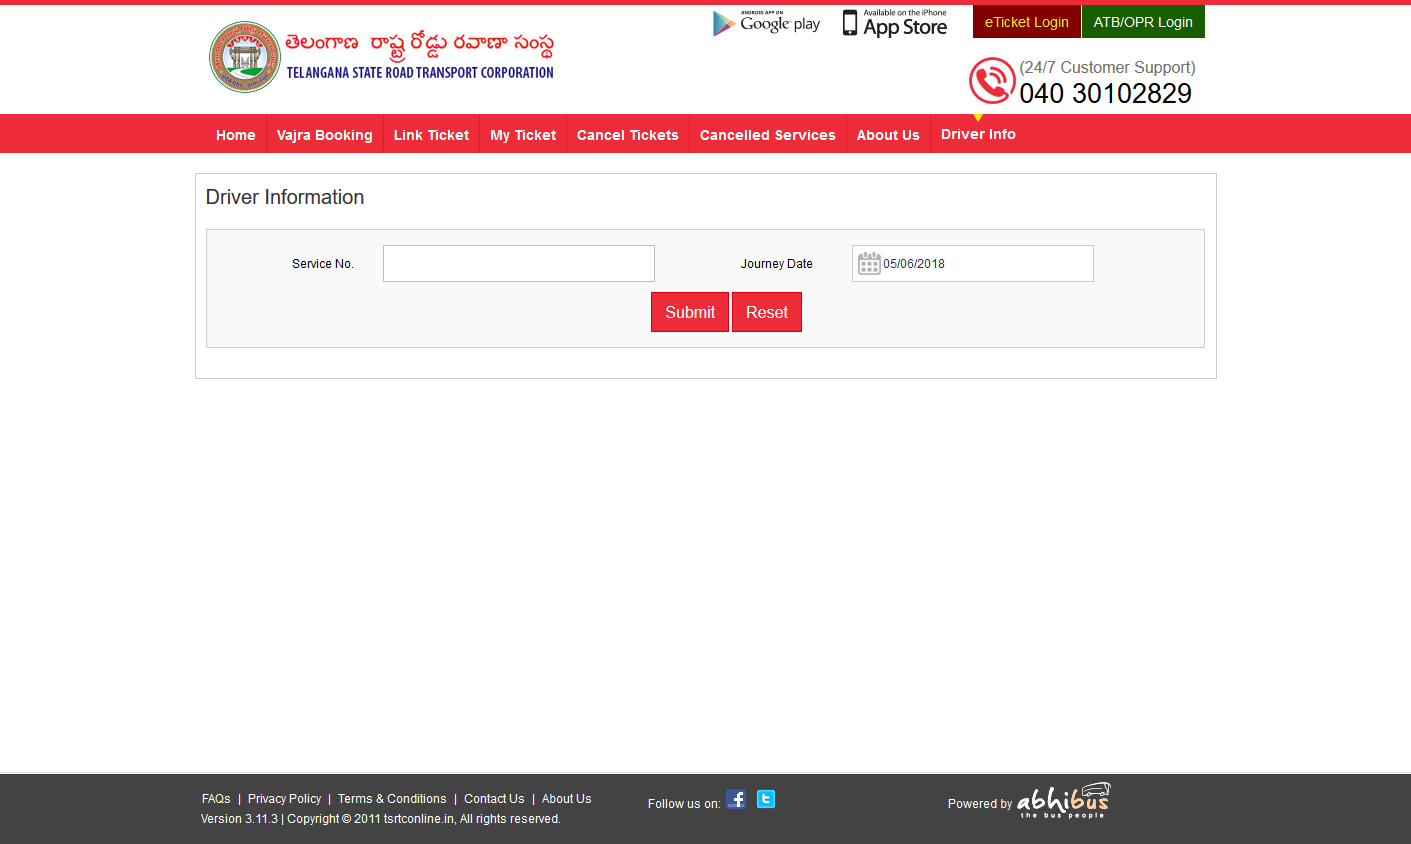 ANDROID APP ON
Google play
Available on the iPhone
App Store
eTicket Login
ATB/OPR Login
తెలంగాణ రాష్ట్ర రోడ్డు రవాణా సంస్థ
TELANGANA STATE ROAD TRANSPORT CORPORATION
(24/7 Customer Support)
040 30102829
Home
Vajra Booking
Link Ticket
My Ticket
Cancel Tickets
Cancelled Services
About Us
Driver Info
Driver Information
Service No.
Journey Date
05/06/2018
Submit
Reset
FAQs | Privacy Policy | Terms & Conditions | Contact Us | About Us
Version 3.11.3 | Copyright © 2011 tsrtconline.in, All rights reserved.
Follow us on:
Powered by abhibus
the bus people